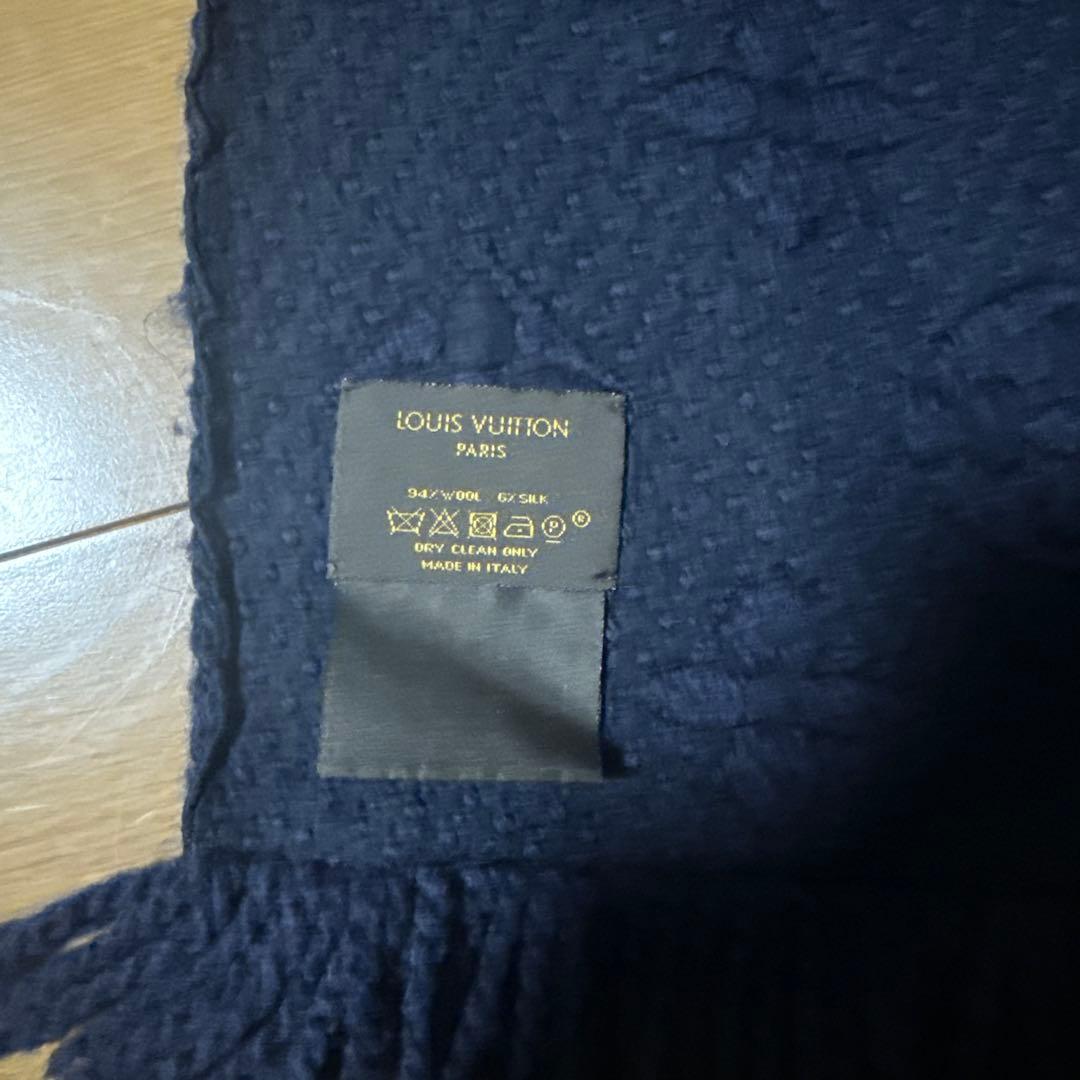 LOUIS VUITTON
PARIS
94% WOOL 6% SILK
P ®
DRY CLEAN ONLY
MADE IN ITALY